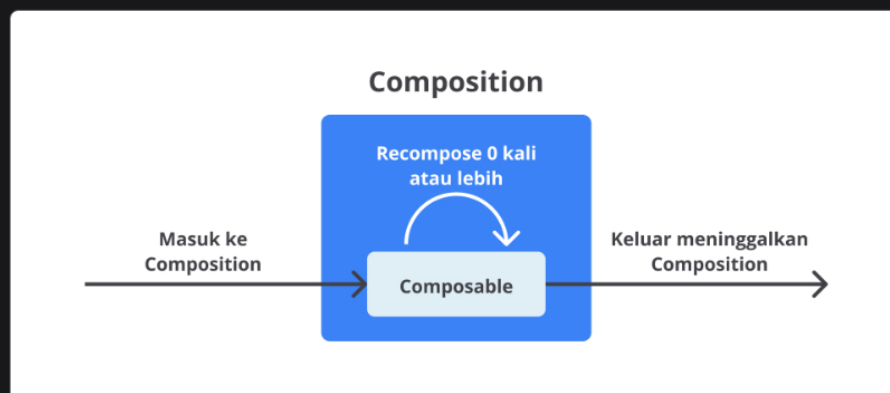 Composition
Recompose 0 kali
atau lebih
Masuk ke
Composition
Composable
Keluar meninggalkan
Composition